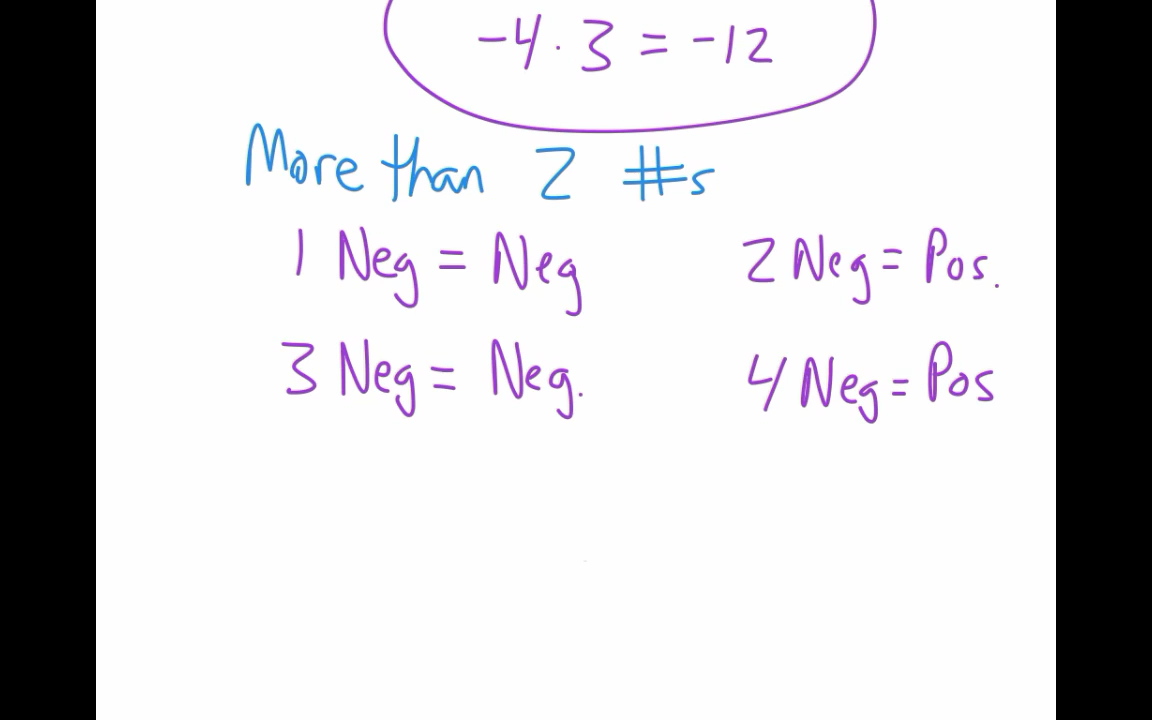 -4 · 3 = -12
More than 2 #s
1 Neg = Neg 2 Neg = Pos.
3 Neg = Neg. 4 Neg = Pos